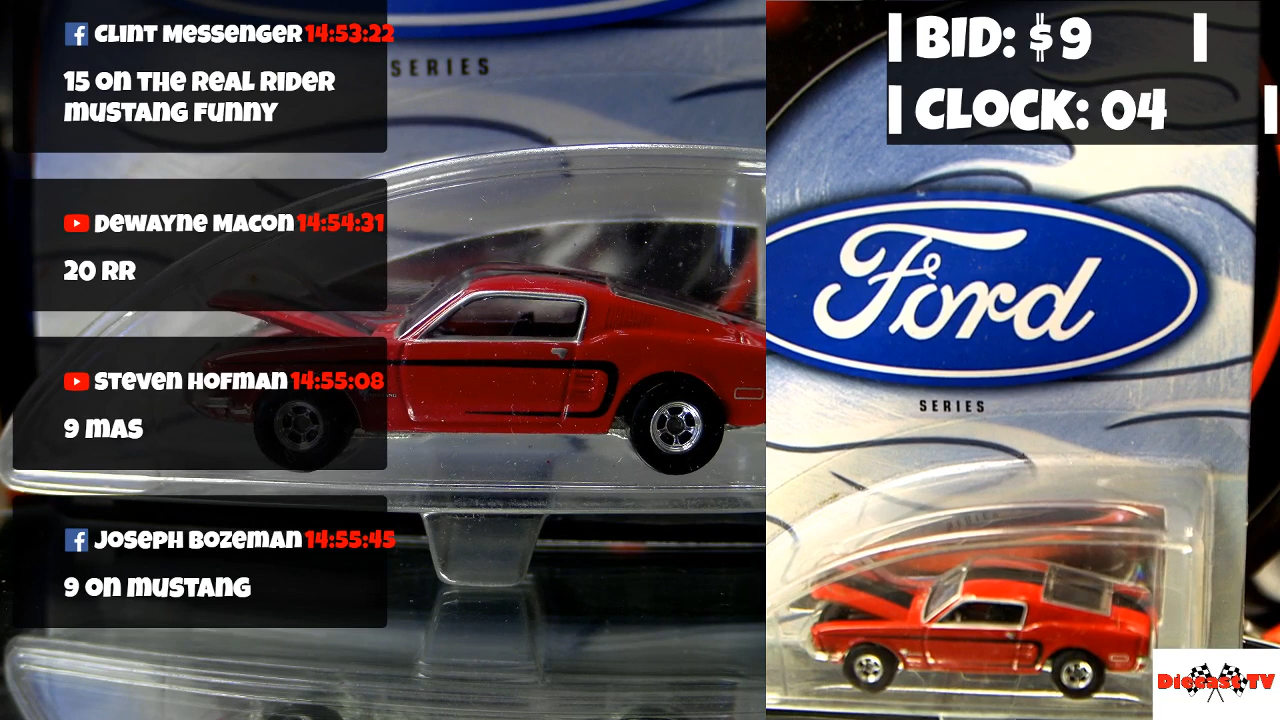 CLINT MESSENGER 14:53:22
15 ON THE REAL RIDER
MUSTANG FUNNY
DEWAYNE MACON 14:54:31
20 RR
STEVEN HOFMAN 14:55:08
9 MAS
JOSEPH BOZEMAN 14:55:45
9 ON MUSTANG
SERIES
| BID: $9 |
| CLOCK: 04 |
Ford
SERIES
Diecast TV